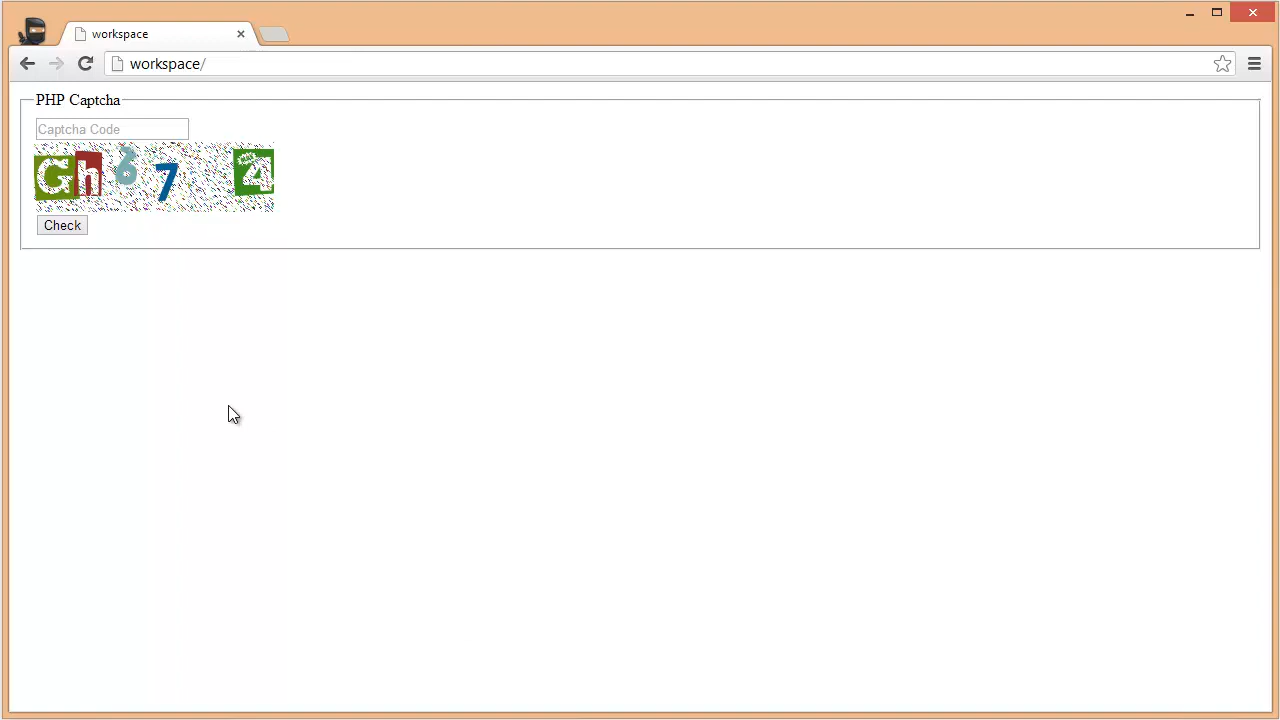 workspace
workspace/
PHP Captcha
Captcha Code
Gh67 4
Check